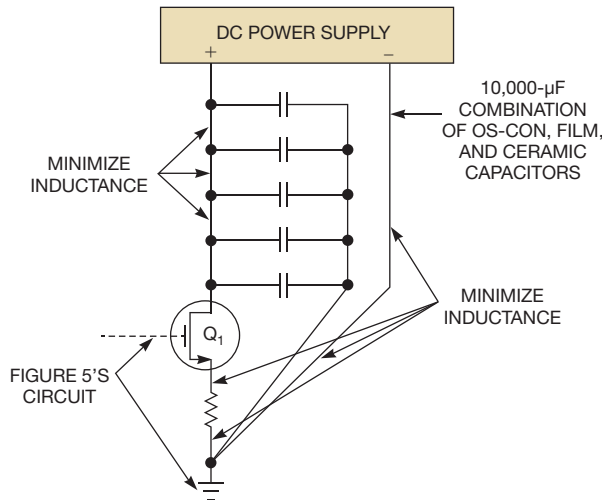 DC POWER SUPPLY
+ −
10,000-µF
COMBINATION
OF OS-CON, FILM,
AND CERAMIC
CAPACITORS
MINIMIZE
INDUCTANCE
MINIMIZE
INDUCTANCE
Q1
FIGURE 5'S
CIRCUIT